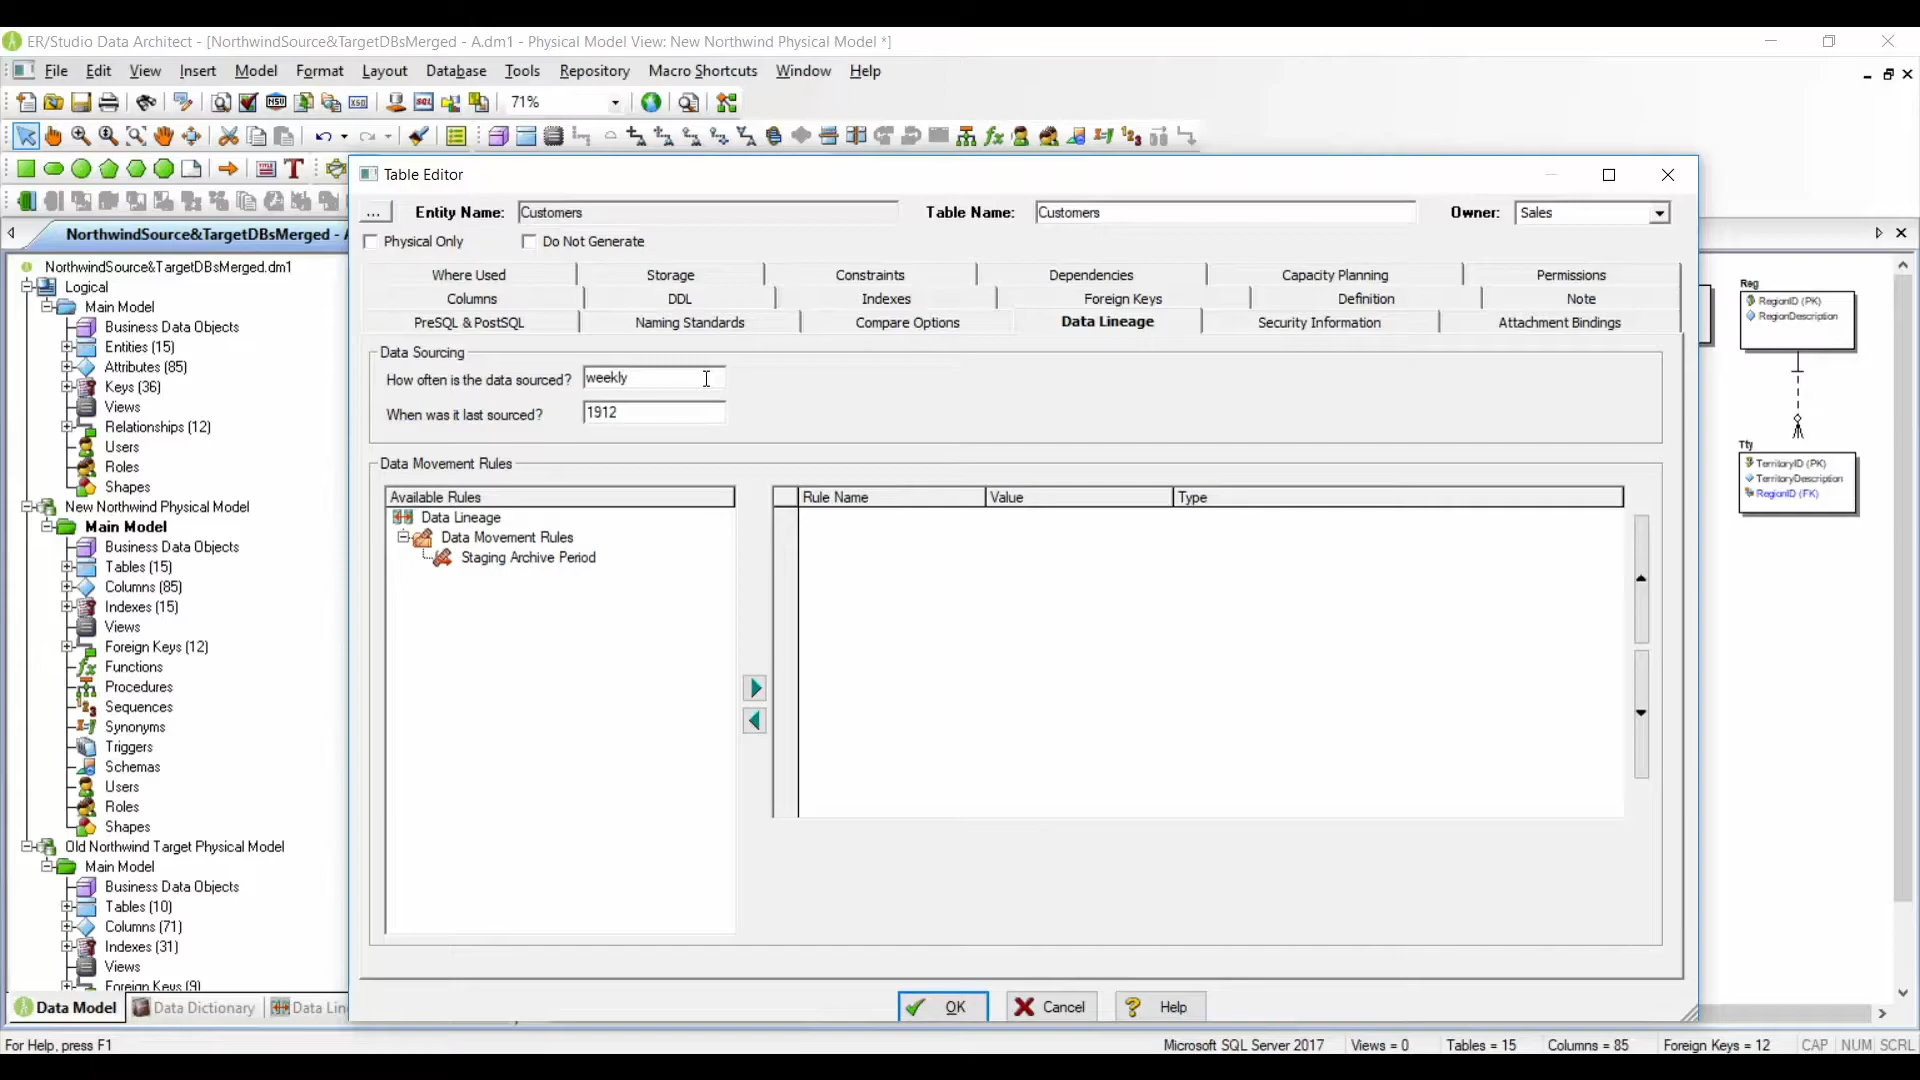 ER/Studio Data Architect - [NorthwindSource&TargetDBsMerged - A.dm1 - Physical Model View: New Northwind Physical Model *]
File Edit View Insert Model Format Layout Database Tools Repository Macro Shortcuts Window Help
71%
NorthwindSource&TargetDBsMerged - A
NorthwindSource&TargetDBsMerged.dm1
Logical
Main Model
Business Data Objects
Entities (15)
Attributes (85)
Keys (36)
Views
Relationships (12)
Users
Roles
Shapes
New Northwind Physical Model
Main Model
Business Data Objects
Tables (15)
Columns (85)
Indexes (15)
Views
Foreign Keys (12)
Functions
Procedures
Sequences
Synonyms
Triggers
Schemas
Users
Roles
Shapes
Old Northwind Target Physical Model
Main Model
Business Data Objects
Tables (10)
Columns (71)
Indexes (31)
Views
Foreign Keys (9)
Data Model Data Dictionary Data Lin
Table Editor
... Entity Name: Customers Table Name: Customers Owner: Sales
Physical Only Do Not Generate
Where Used Storage Constraints Dependencies Capacity Planning Permissions
Columns DDL Indexes Foreign Keys Definition Note
PreSQL & PostSQL Naming Standards Compare Options Data Lineage Security Information Attachment Bindings
Data Sourcing
How often is the data sourced? weekly
When was it last sourced? 1912
Data Movement Rules
Available Rules
Data Lineage
Data Movement Rules
Staging Archive Period
Rule Name Value Type
OK Cancel Help
Reg
RegionID (PK)
RegionDescription
Tty
TerritoryID (PK)
TerritoryDescription
RegionID (FK)
For Help, press F1
Microsoft SQL Server 2017 Views = 0 Tables = 15 Columns = 85 Foreign Keys = 12 CAP NUM SCRL